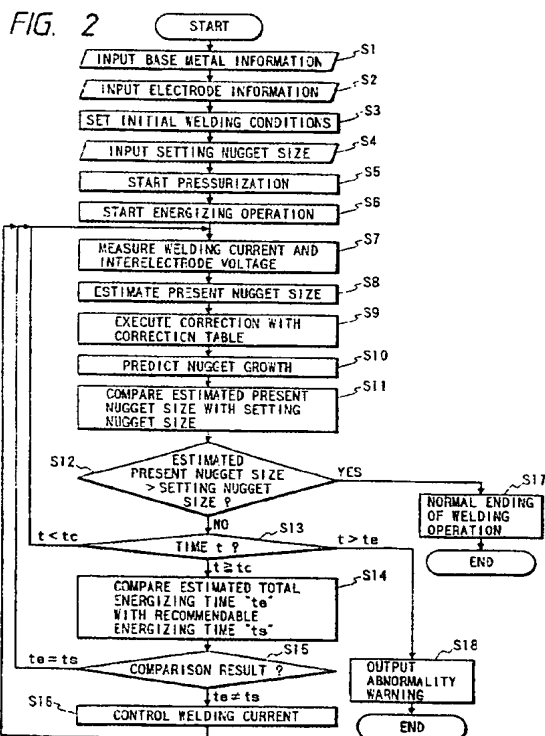 FIG. 2
START
S1
INPUT BASE METAL INFORMATION
S2
INPUT ELECTRODE INFORMATION
S3
SET INITIAL WELDING CONDITIONS
S4
INPUT SETTING NUGGET SIZE
S5
START PRESSURIZATION
S6
START ENERGIZING OPERATION
S7
MEASURE WELDING CURRENT AND
INTERELECTRODE VOLTAGE
S8
ESTIMATE PRESENT NUGGET SIZE
S9
EXECUTE CORRECTION WITH
CORRECTION TABLE
S10
PREDICT NUGGET GROWTH
S11
COMPARE ESTIMATED PRESENT
NUGGET SIZE WITH SETTING
NUGGET SIZE
S12
ESTIMATED
PRESENT NUGGET SIZE
> SETTING NUGGET
SIZE ?
YES
S17
NORMAL ENDING
OF WELDING
OPERATION
END
NO
S13
t<tc
TIME t ?
t>te
t≧tc
S14
COMPARE ESTIMATED TOTAL
ENERGIZING TIME "te"
WITH RECOMMENDABLE
ENERGIZING TIME "ts"
S15
te=ts
COMPARISON RESULT ?
te≠ts
S18
OUTPUT
ABNORMALITY
WARNING
S16
CONTROL WELDING CURRENT
END